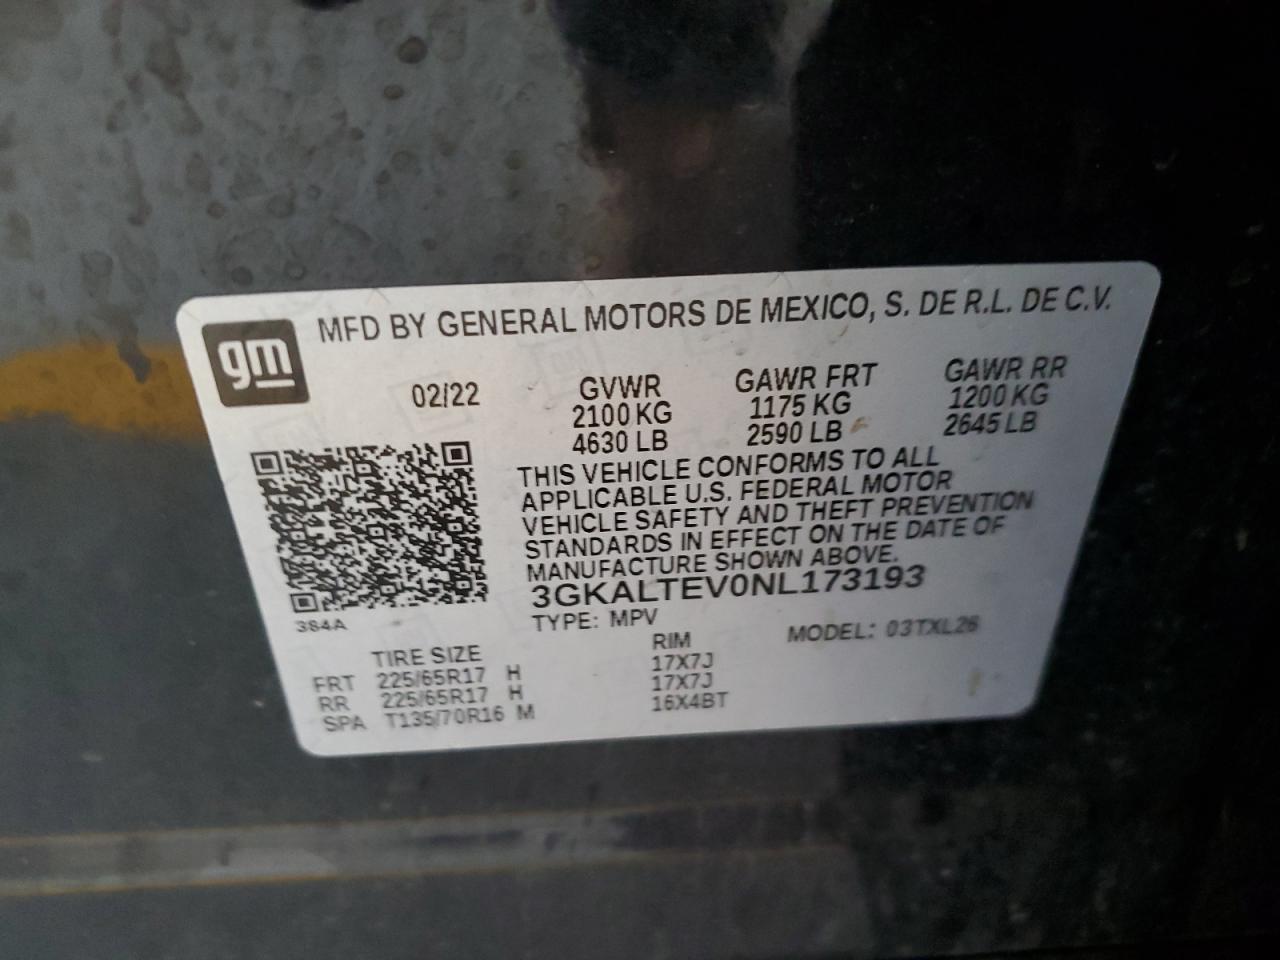 gm
MFD BY GENERAL MOTORS DE MEXICO, S. DE R.L. DE C.V.
02/22 GVWR GAWR FRT GAWR RR
2100 KG 1175 KG 1200 KG
4630 LB 2590 LB 2645 LB
THIS VEHICLE CONFORMS TO ALL
APPLICABLE U.S. FEDERAL MOTOR
VEHICLE SAFETY AND THEFT PREVENTION
STANDARDS IN EFFECT ON THE DATE OF
MANUFACTURE SHOWN ABOVE.
3GKALTEV0NL173193
384A
TYPE: MPV MODEL: 03TXL26
TIRE SIZE RIM
FRT 225/65R17 H 17X7J
RR 225/65R17 H 17X7J
SPA T135/70R16 M 16X4BT